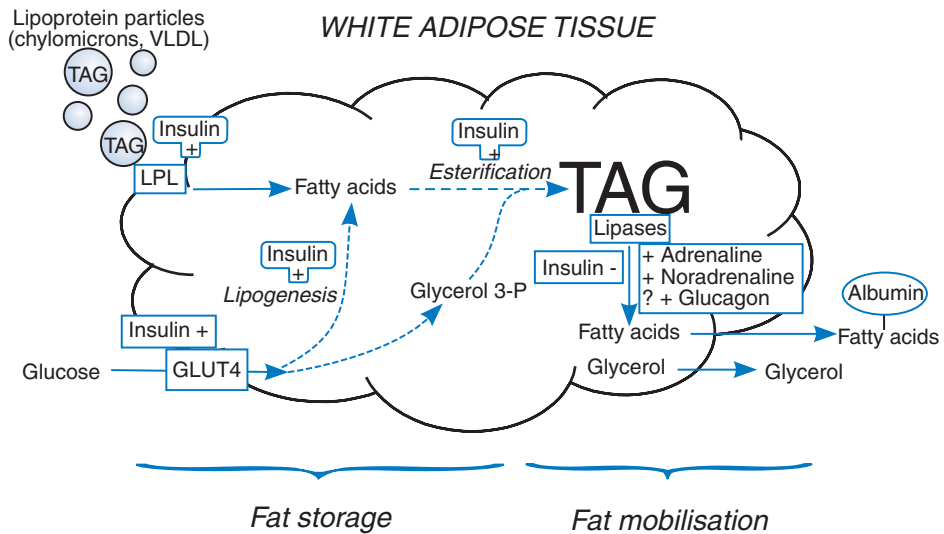 Lipoprotein particles
(chylomicrons, VLDL)
WHITE ADIPOSE TISSUE
TAG
TAG
Insulin
+
LPL
Fatty acids
Insulin
+
Esterification
TAG
Lipases
Insulin -
+ Adrenaline
+ Noradrenaline
? + Glucagon
Insulin
+
Lipogenesis
Glycerol 3-P
Albumin
Fatty acids
Fatty acids
Insulin +
GLUT4
Glucose
Glycerol
Glycerol
Fat storage
Fat mobilisation